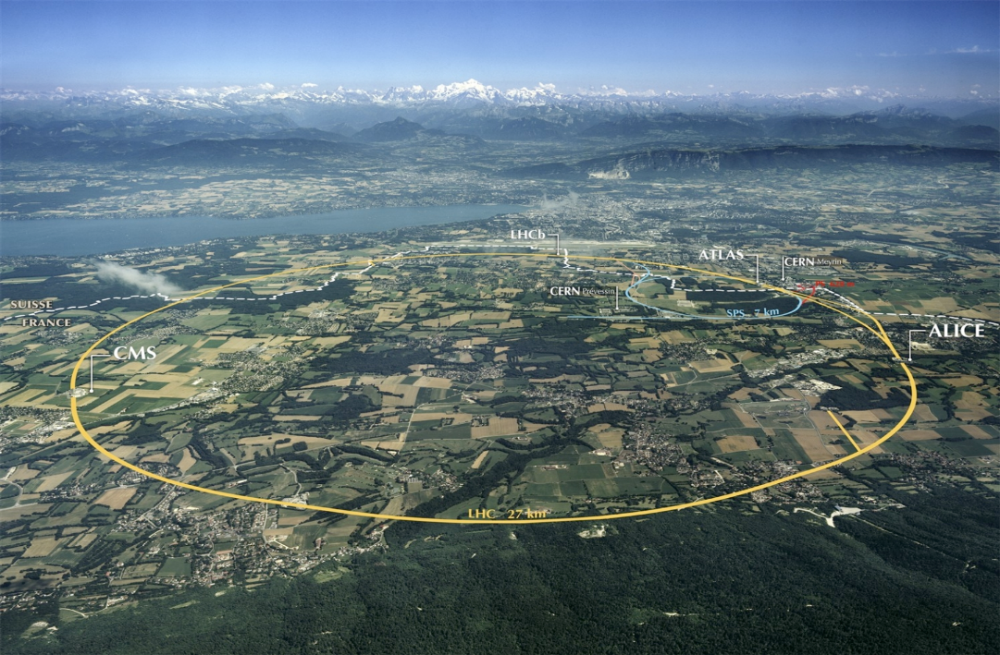 LHCb
ATLAS
CERN Meyrin
CERN Prévessin
SUISSE
FRANCE
SPS 7 km
ALICE
CMS
LHC 27 km